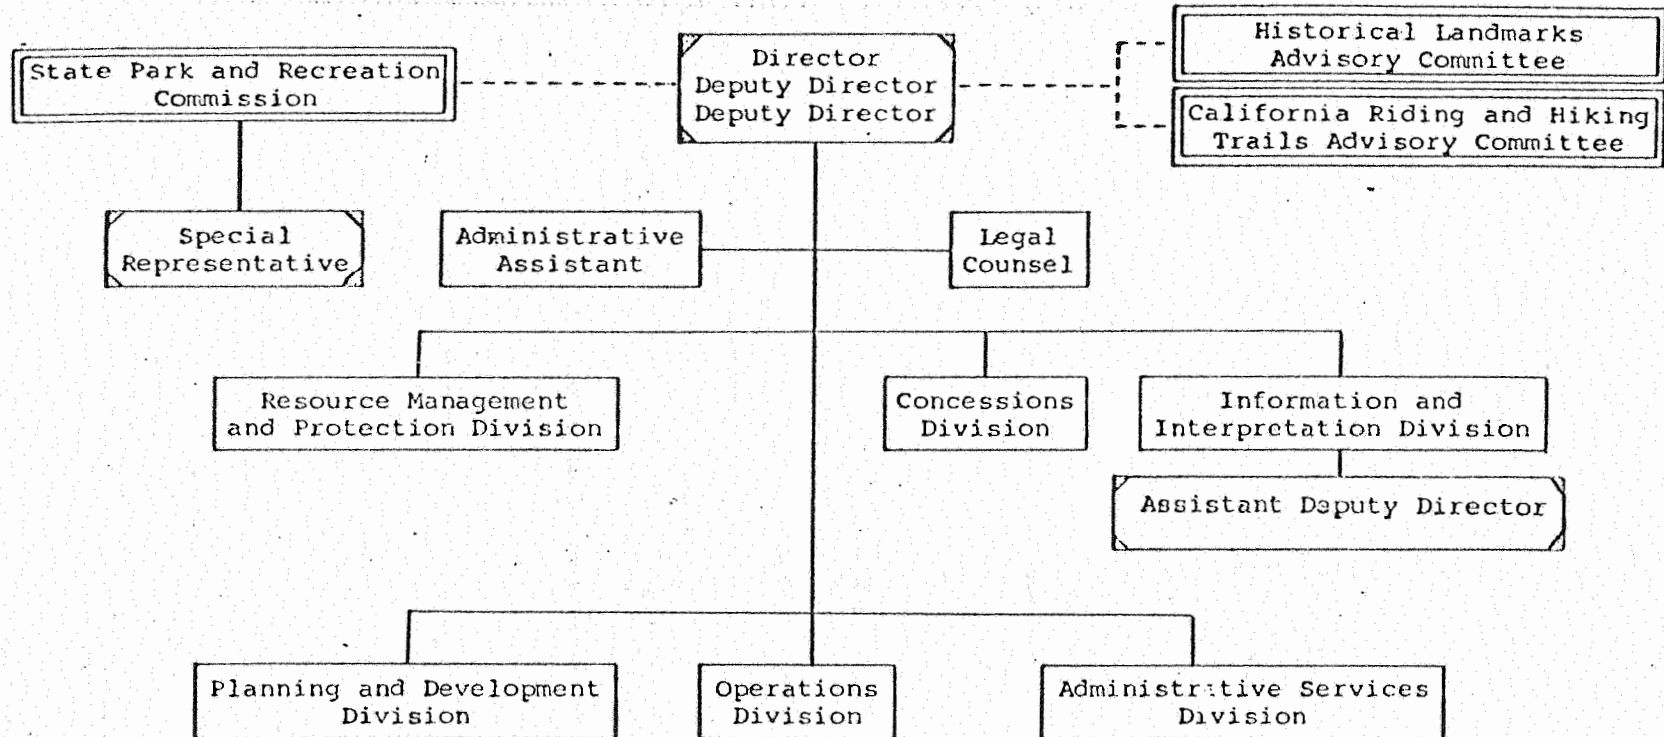 State Park and Recreation
Commission
Director
Deputy Director
Deputy Director
Historical Landmarks
Advisory Committee
California Riding and Hiking
Trails Advisory Committee
Special
Representative
Administrative
Assistant
Legal
Counsel
Resource Management
and Protection Division
Concessions
Division
Information and
Interpretation Division
Assistant Deputy Director
Planning and Development
Division
Operations
Division
Administrative Services
Division